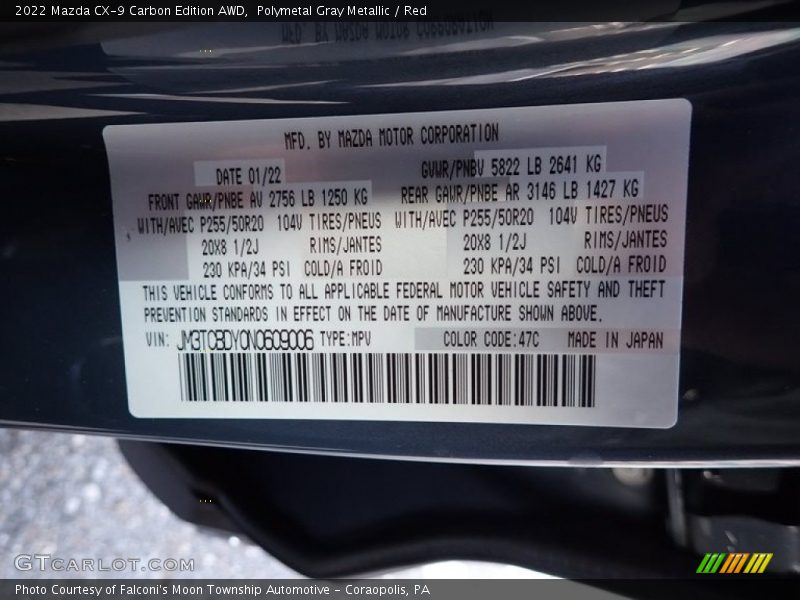 2022 Mazda CX-9 Carbon Edition AWD, Polymetal Gray Metallic / Red
MFD. BY MAZDA MOTOR CORPORATION
DATE 01/22 GVWR/PNBV 5822 LB 2641 KG
FRONT GAWR/PNBE AV 2756 LB 1250 KG REAR GAWR/PNBE AR 3146 LB 1427 KG
WITH/AVEC P255/50R20 104V TIRES/PNEUS WITH/AVEC P255/50R20 104V TIRES/PNEUS
20X8 1/2J RIMS/JANTES 20X8 1/2J RIMS/JANTES
230 KPA/34 PSI COLD/A FROID 230 KPA/34 PSI COLD/A FROID
THIS VEHICLE CONFORMS TO ALL APPLICABLE FEDERAL MOTOR VEHICLE SAFETY AND THEFT
PREVENTION STANDARDS IN EFFECT ON THE DATE OF MANUFACTURE SHOWN ABOVE.
VIN: JM3TCBDY0N0609006 TYPE:MPV COLOR CODE:47C MADE IN JAPAN
GTCARLOT.COM
Photo Courtesy of Falconi's Moon Township Automotive - Coraopolis, PA